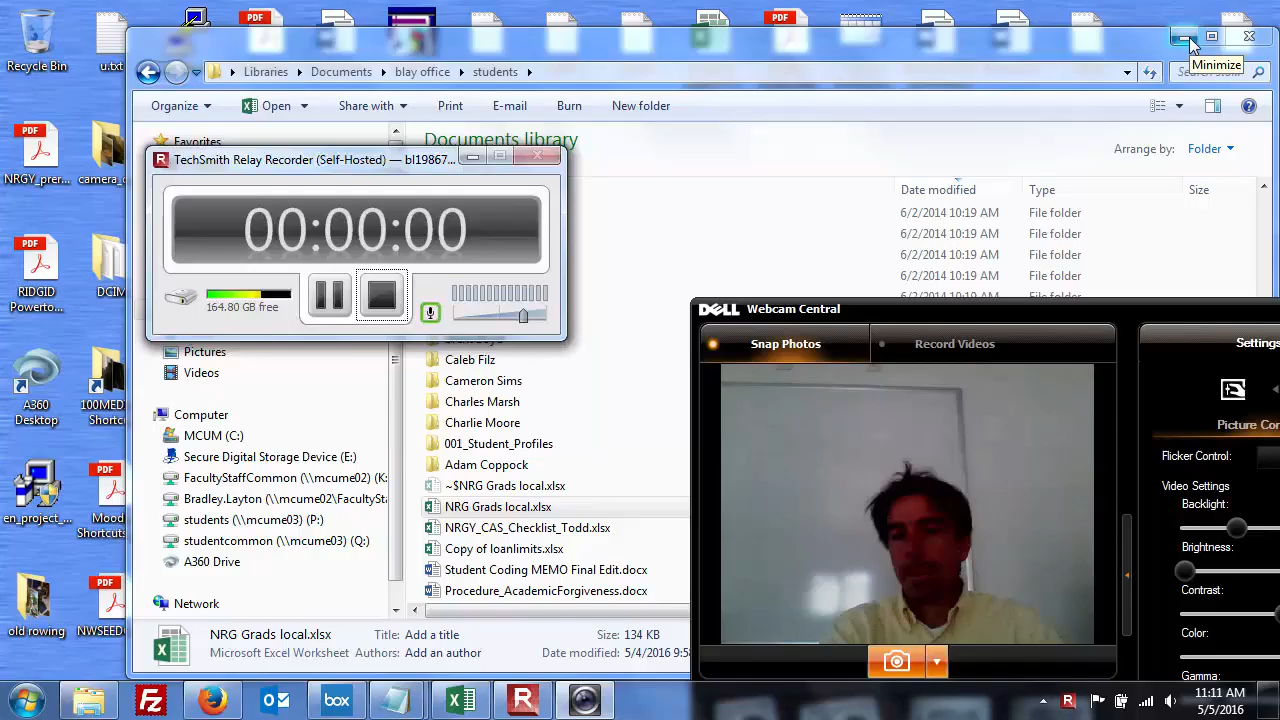 Recycle Bin
u.txt
PDF
PDF
Minimize
Libraries
Documents
blay office
students
Organize
Open
Share with
Print
E-mail
Burn
New folder
Favorites
Documents library
Arrange by:
Folder
TechSmith Relay Recorder (Self-Hosted) — bl19867...
00:00:00
164.80 GB free
Date modified
Type
Size
6/2/2014 10:19 AM
File folder
6/2/2014 10:19 AM
File folder
6/2/2014 10:19 AM
File folder
6/2/2014 10:19 AM
File folder
PDF
NRGY_prer...
camera_
PDF
RIDGID
Powerto...
DCIM
A360
Desktop
100MED
Shortc
en_project_...
PDF
Mood
Shortcuts
old rowing
PDF
NWSEED
Pictures
Videos
Computer
MCUM (C:)
Secure Digital Storage Device (E:)
FacultyStaffCommon (\\mcume02) (K
Bradley.Layton (\\mcume02\FacultySta
students (\\mcume03) (P:)
studentcommon (\\mcume03) (Q:)
A360 Drive
Network
Caleb Filz
Cameron Sims
Charles Marsh
Charlie Moore
001_Student_Profiles
Adam Coppock
~$NRG Grads local.xlsx
NRG Grads local.xlsx
NRGY_CAS_Checklist_Todd.xlsx
Copy of loanlimits.xlsx
Student Coding MEMO Final Edit.docx
Procedure_AcademicForgiveness.docx
DELL Webcam Central
Snap Photos
Record Videos
Settings
Picture Co
Flicker Control:
Video Settings
Backlight:
Brightness:
Contrast:
Color:
Gamma:
NRG Grads local.xlsx
Title: Add a title
Size: 134 KB
Microsoft Excel Worksheet
Authors: Add an author
Date modified: 5/4/2016 9:5
box
11:11 AM
5/5/2016